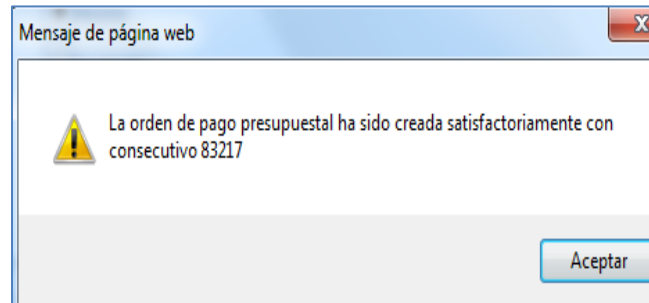 Mensaje de página web
X
La orden de pago presupuestal ha sido creada satisfactoriamente con
consecutivo 83217
Aceptar